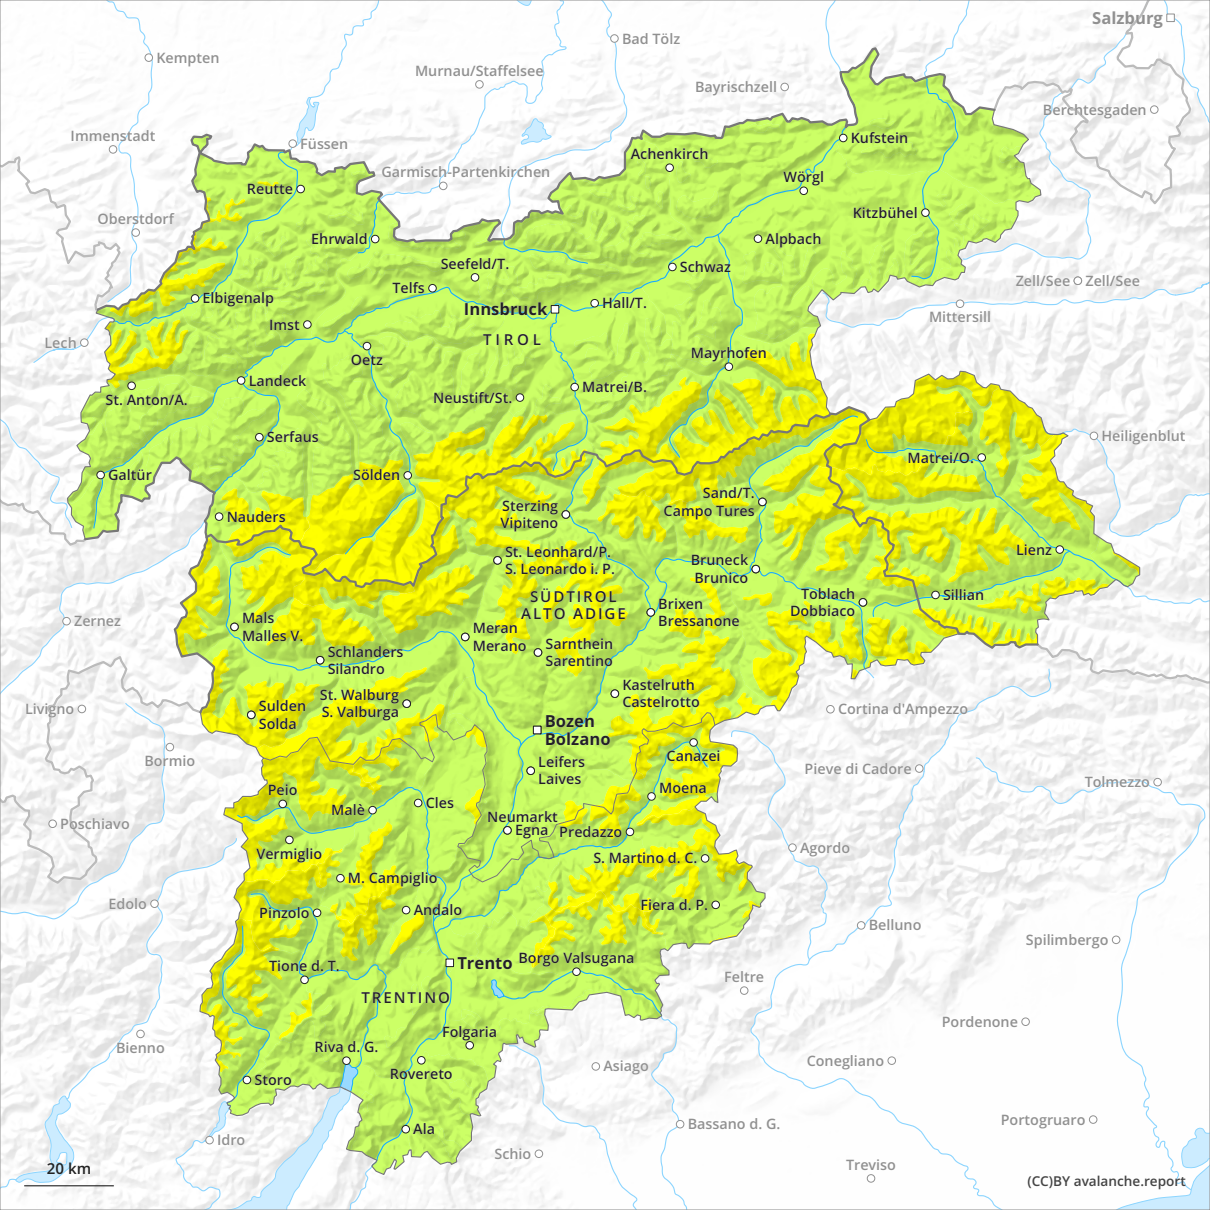 Salzburg
Bad Tölz
Kempten
Murnau/Staffelsee
Bayrischzell
Berchtesgaden
Immenstadt
Füssen
Kufstein
Achenkirch
Garmisch-Partenkirchen
Wörgl
Reutte
Oberstdorf
Kitzbühel
Ehrwald
Alpbach
Seefeld/T.
Schwaz
Zell/See
Zell/See
Telfs
Elbigenalp
Hall/T.
Innsbruck
Mittersill
Imst
TIROL
Lech
Mayrhofen
Oetz
Landeck
Matrei/B.
St. Anton/A.
Neustift/St.
Serfaus
Heiligenblut
Matrei/O.
Galtür
Sölden
Sand/T.
Campo Tures
Sterzing
Vipiteno
Nauders
Lienz
St. Leonhard/P.
S. Leonardo i. P.
Bruneck
Brunico
SÜDTIROL
ALTO ADIGE
Toblach
Dobbiaco
Sillian
Brixen
Bressanone
Zernez
Mals
Malles V.
Meran
Merano
Sarnthein
Sarentino
Schlanders
Silandro
Kastelruth
Castelrotto
St. Walburg
S. Valburga
Sulden
Solda
Livigno
Cortina d'Ampezzo
Bozen
Bolzano
Bormio
Canazei
Leifers
Laives
Pieve di Cadore
Tolmezzo
Peio
Moena
Malè
Cles
Neumarkt
Egna
Predazzo
Poschiavo
Vermiglio
S. Martino d. C.
Agordo
M. Campiglio
Edolo
Pinzolo
Andalo
Fiera d. P.
Belluno
Spilimbergo
Trento
Borgo Valsugana
Tione d. T.
Feltre
TRENTINO
Pordenone
Folgaria
Bienno
Riva d. G.
Rovereto
Asiago
Conegliano
Storo
Portogruaro
Bassano d. G.
Ala
Idro
Schio
Treviso
20 km
(CC)BY avalanche.report